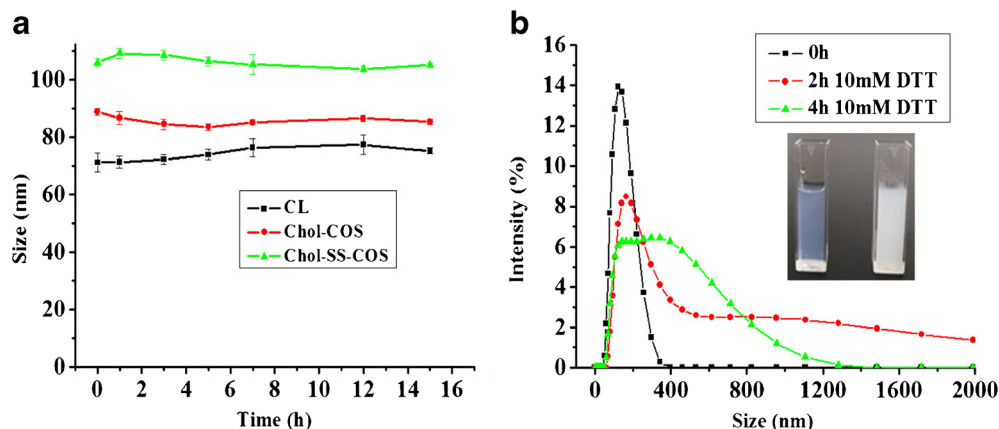 a
100
80
60
40
20
0
Size (nm)
0 2 4 6 8 10 12 14 16
Time (h)
CL
Chol-COS
Chol-SS-COS
b
16
14
12
10
8
6
4
2
0
Intensity (%)
0 400 800 1200 1600 2000
Size (nm)
0h
2h 10mM DTT
4h 10mM DTT